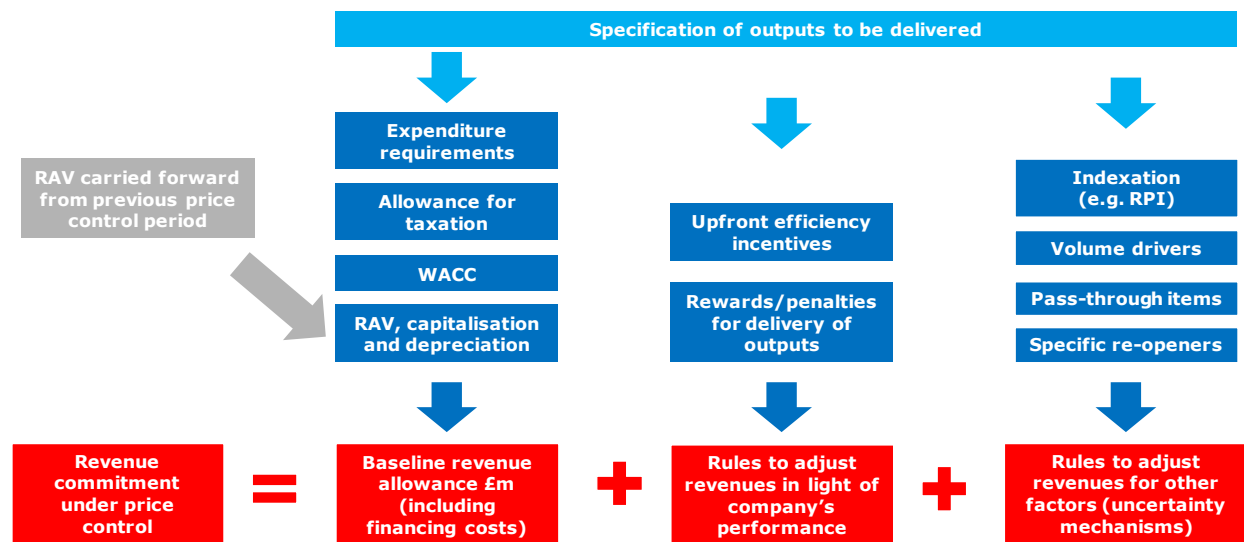 Specification of outputs to be delivered
Expenditure
requirements
RAV carried forward
from previous price
control period
Allowance for
taxation
WACC
RAV, capitalisation
and depreciation
Upfront efficiency
incentives
Rewards/penalties
for delivery of
outputs
Indexation
(e.g. RPI)
Volume drivers
Pass-through items
Specific re-openers
Revenue
commitment
under price
control
=
Baseline revenue
allowance £m
(including
financing costs)
+
Rules to adjust
revenues in light of
company's
performance
+
Rules to adjust
revenues for other
factors (uncertainty
mechanisms)